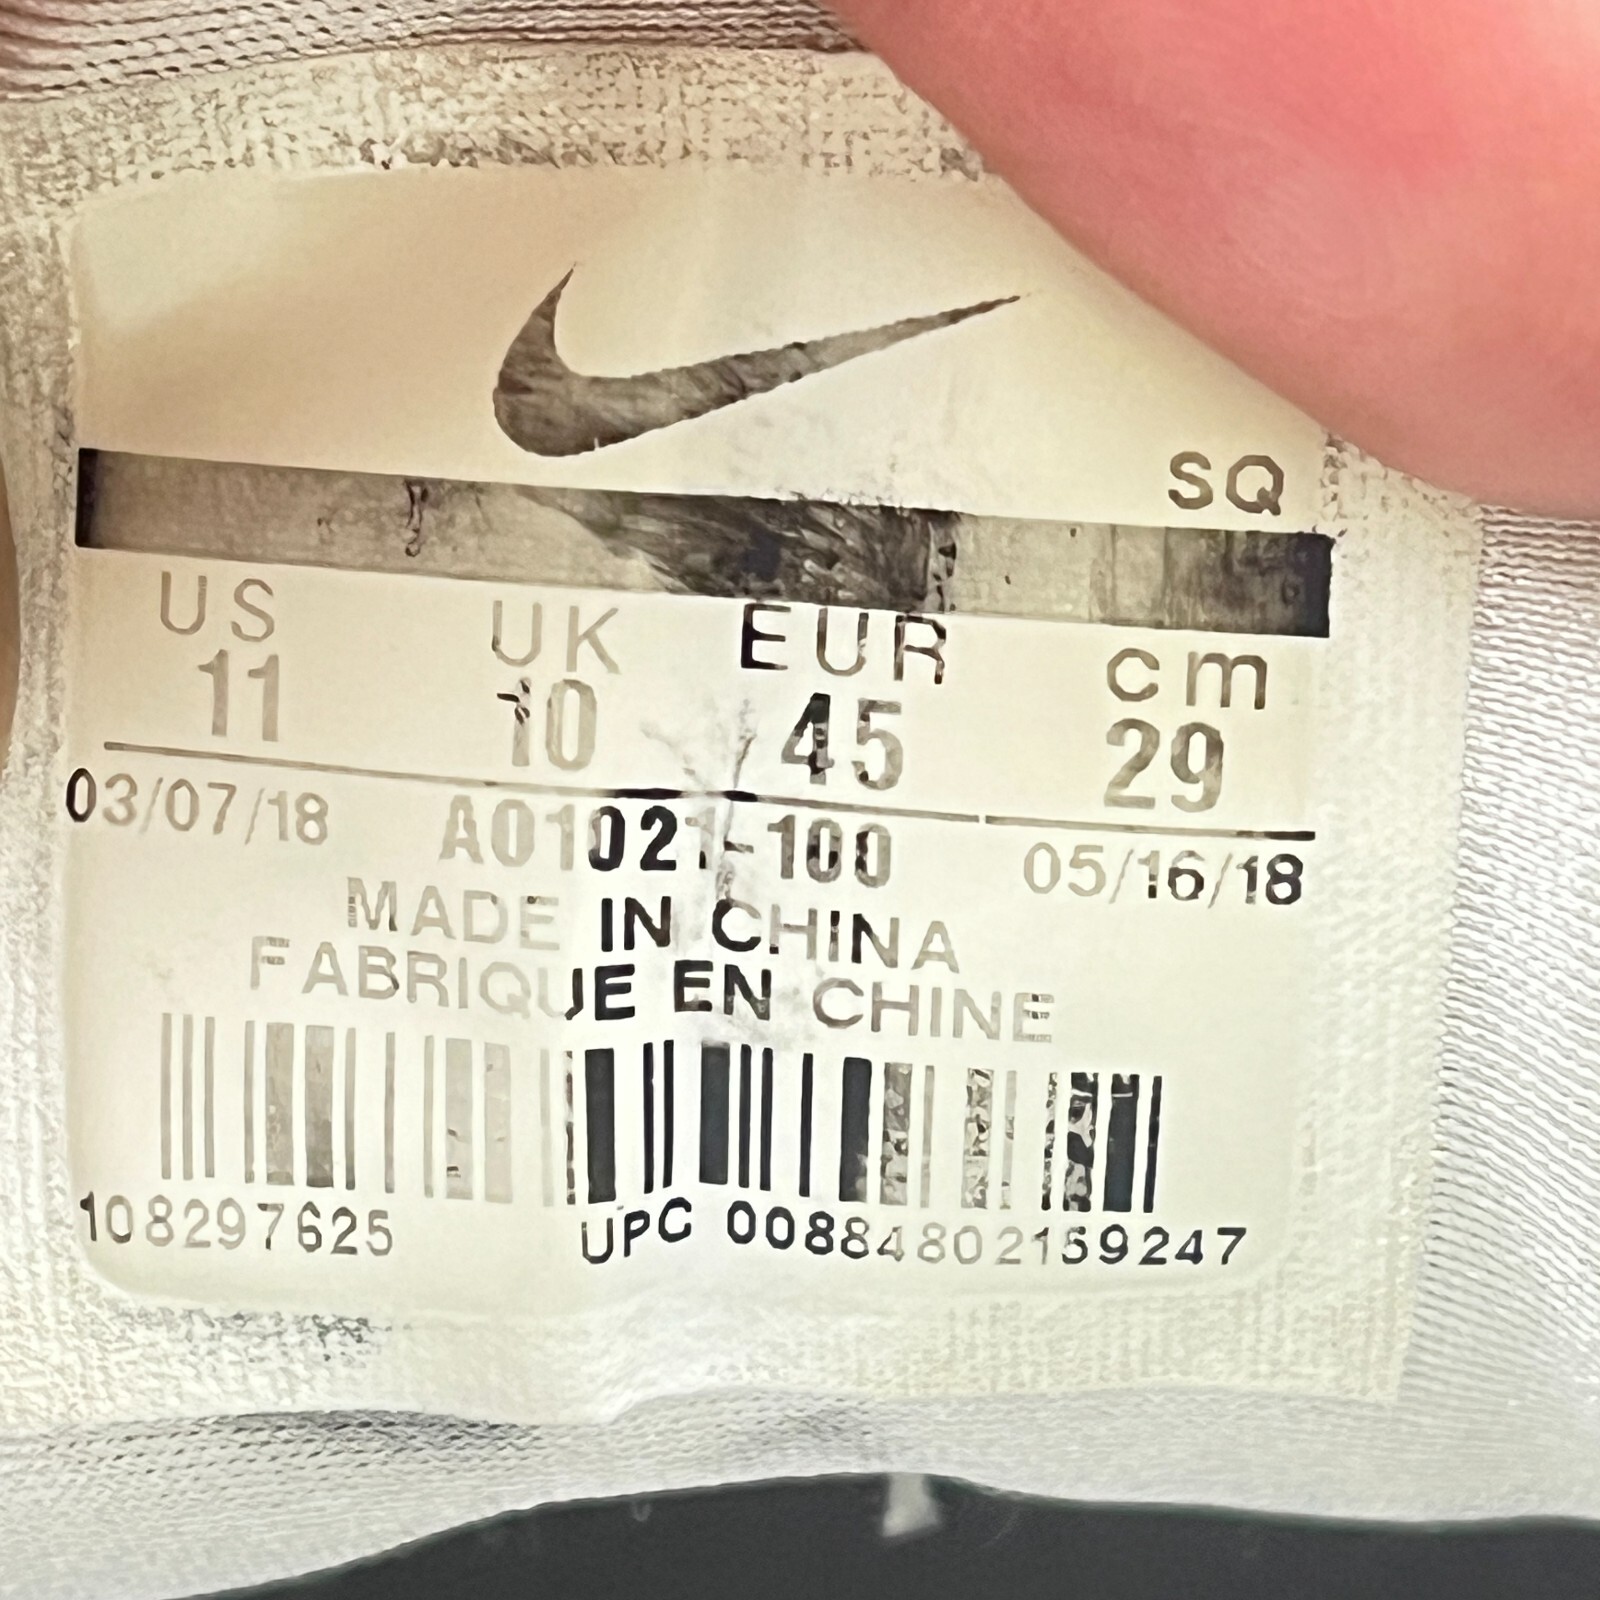 SQ
US UK EUR cm
11 10 45 29
03/07/18 AO1021-100 05/16/18
MADE IN CHINA
FABRIQUE EN CHINE
108297625 UPC 00884802159247